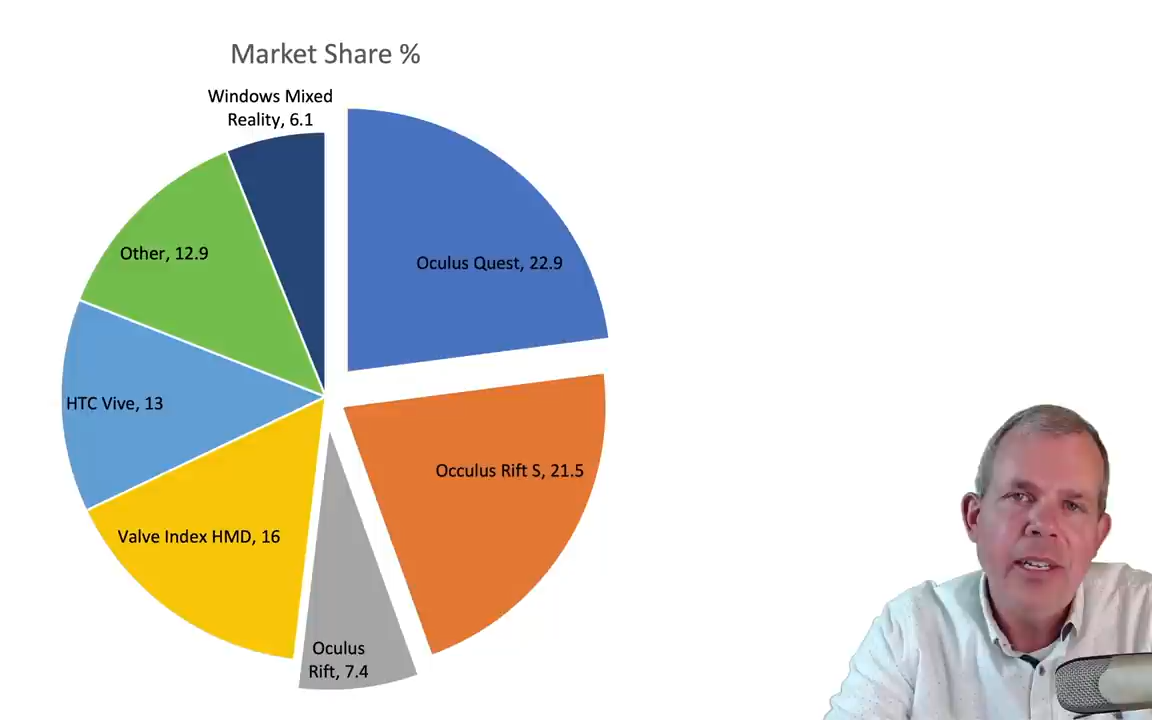 Market Share %
Windows Mixed
Reality, 6.1
Oculus Quest, 22.9
Other, 12.9
HTC Vive, 13
Occulus Rift S, 21.5
Valve Index HMD, 16
Oculus
Rift, 7.4